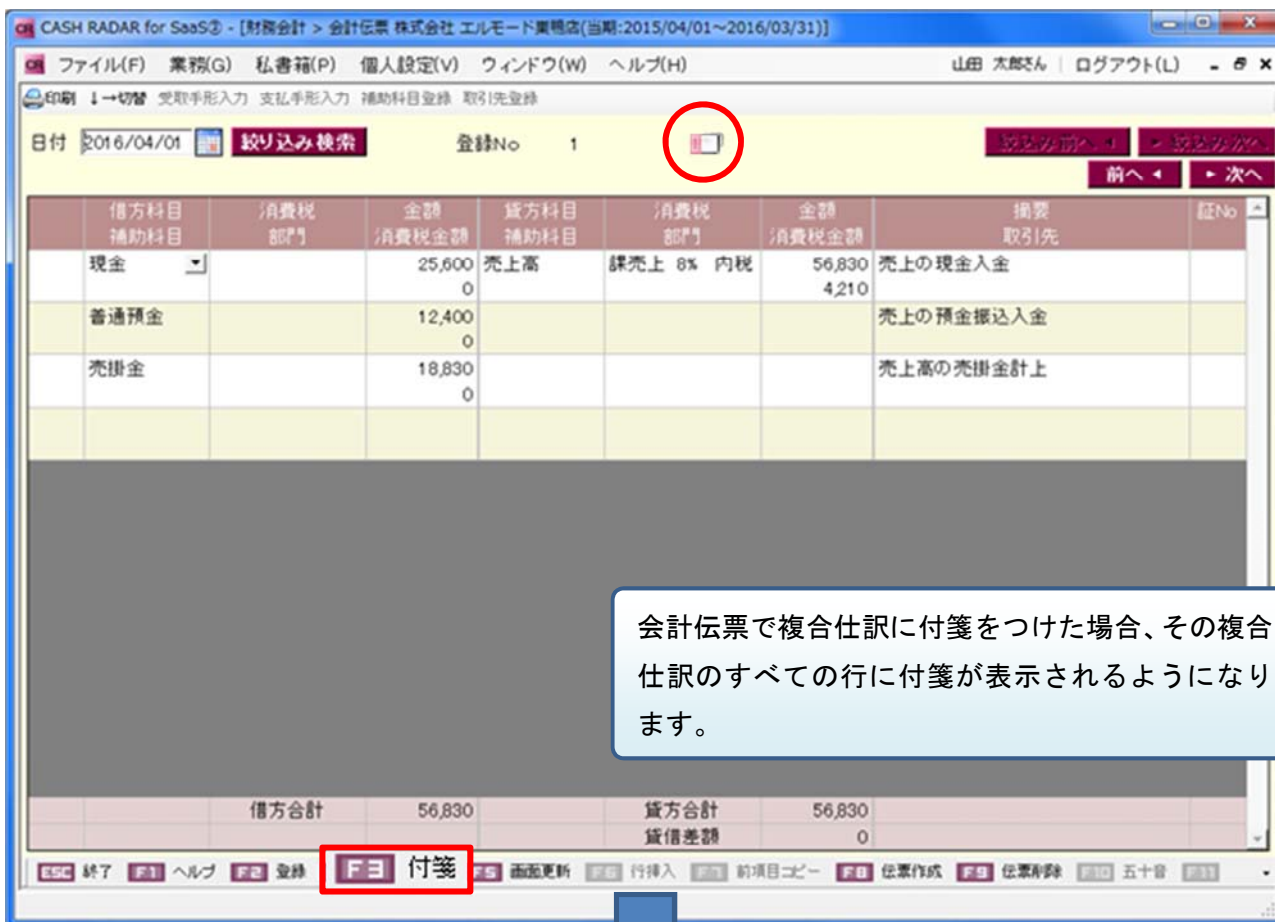 CASH RADAR for SaaS② - [財務会計 > 会計伝票 株式会社 エルモード巣鴨店(当期:2015/04/01～2016/03/31)]
ファイル(F) 業務(G) 私書箱(P) 個人設定(V) ウィンドウ(W) ヘルプ(H) 山田 太郎さん ログアウト(L)
印刷 ↓→切替 受取手形入力 支払手形入力 補助科目登録 取引先登録
日付 2016/04/01 絞り込み検索 登録No 1 絞込み前へ ◄ ► 絞込み次へ
前へ ◄ ► 次へ
借方科目 消費税 金額 貸方科目 消費税 金額 摘要 証No
補助科目 部門 消費税金額 補助科目 部門 消費税金額 取引先
現金 25,600 売上高 課売上 8% 内税 56,830 売上の現金入金
0 4,210
普通預金 12,400 売上の預金振込入金
0
売掛金 18,830 売上高の売掛金計上
0
会計伝票で複合仕訳に付箋をつけた場合、その複合
仕訳のすべての行に付箋が表示されるようになり
ます。
借方合計 56,830 貸方合計 56,830
貸借差額 0
ESC 終了 F1 ヘルプ F2 登録 F3 付箋 F5 画面更新 F6 行挿入 F7 前項目コピー F8 伝票作成 F9 伝票削除 F10 五十音 F11